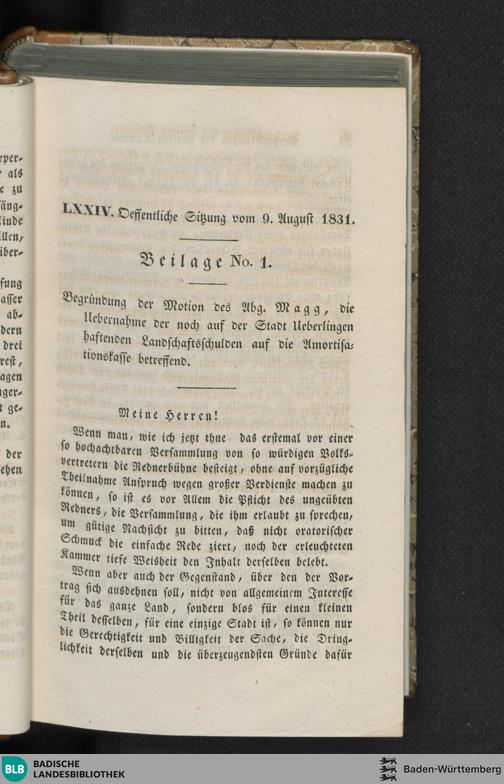 LXXIV. Oeffentliche Sitzung vom 9. August 1831.
Beilage No. 1.
Begründung der Motion des Abg. Magg, die
Uebernahme der noch auf der Stadt Ueberlingen
haftenden Landschaftsschulden auf die Amortisa-
tionskasse betreffend.
Meine Herren!
Wenn man, wie ich jetzt thue das erstemal vor einer
so hochachtbaren Versammlung von so würdigen Volks-
vertretern die Rednerbühne besteigt, ohne auf vorzügliche
Theilnahme Anspruch wegen großer Verdienste machen zu
können, so ist es vor Allem die Pflicht des ungeübten
Redners, die Versammlung, die ihm erlaubt zu sprechen,
um gütige Nachsicht zu bitten, daß nicht oratorischer
Schmuck die einfache Rede ziert, noch der erleuchteten
Kammer tiefe Weisheit den Inhalt derselben belebt.
Wenn aber auch der Gegenstand, über den der Vor-
trag sich ausdehnen soll, nicht von allgemeinem Interesse
für das ganze Land, sondern blos für einen kleinen
Theil desselben, für eine einzige Stadt ist, so können nur
die Gerechtigkeit und Billigkeit der Sache, die Dring-
lichkeit derselben und die überzeugendsten Gründe dafür
BLB BADISCHE
LANDESBIBLIOTHEK
Baden-Württemberg